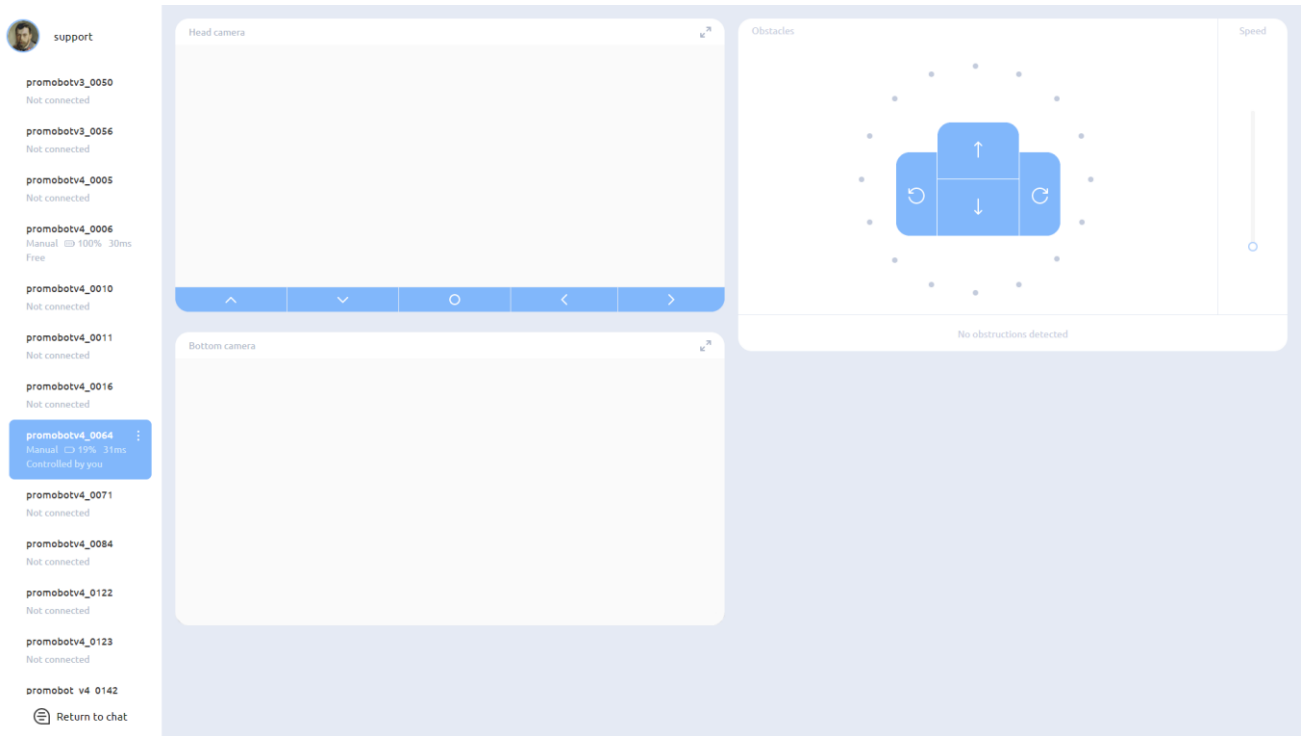 support
promobotv3_0050
Not connected
promobotv3_0056
Not connected
promobotv4_0005
Not connected
promobotv4_0006
Manual 100% 30ms
Free
promobotv4_0010
Not connected
promobotv4_0011
Not connected
promobotv4_0016
Not connected
promobotv4_0064
Manual 19% 31ms
Controlled by you
promobotv4_0071
Not connected
promobotv4_0084
Not connected
promobotv4_0122
Not connected
promobotv4_0123
Not connected
promobot_v4_0142
Return to chat
Head camera
Bottom camera
Obstacles
Speed
No obstructions detected